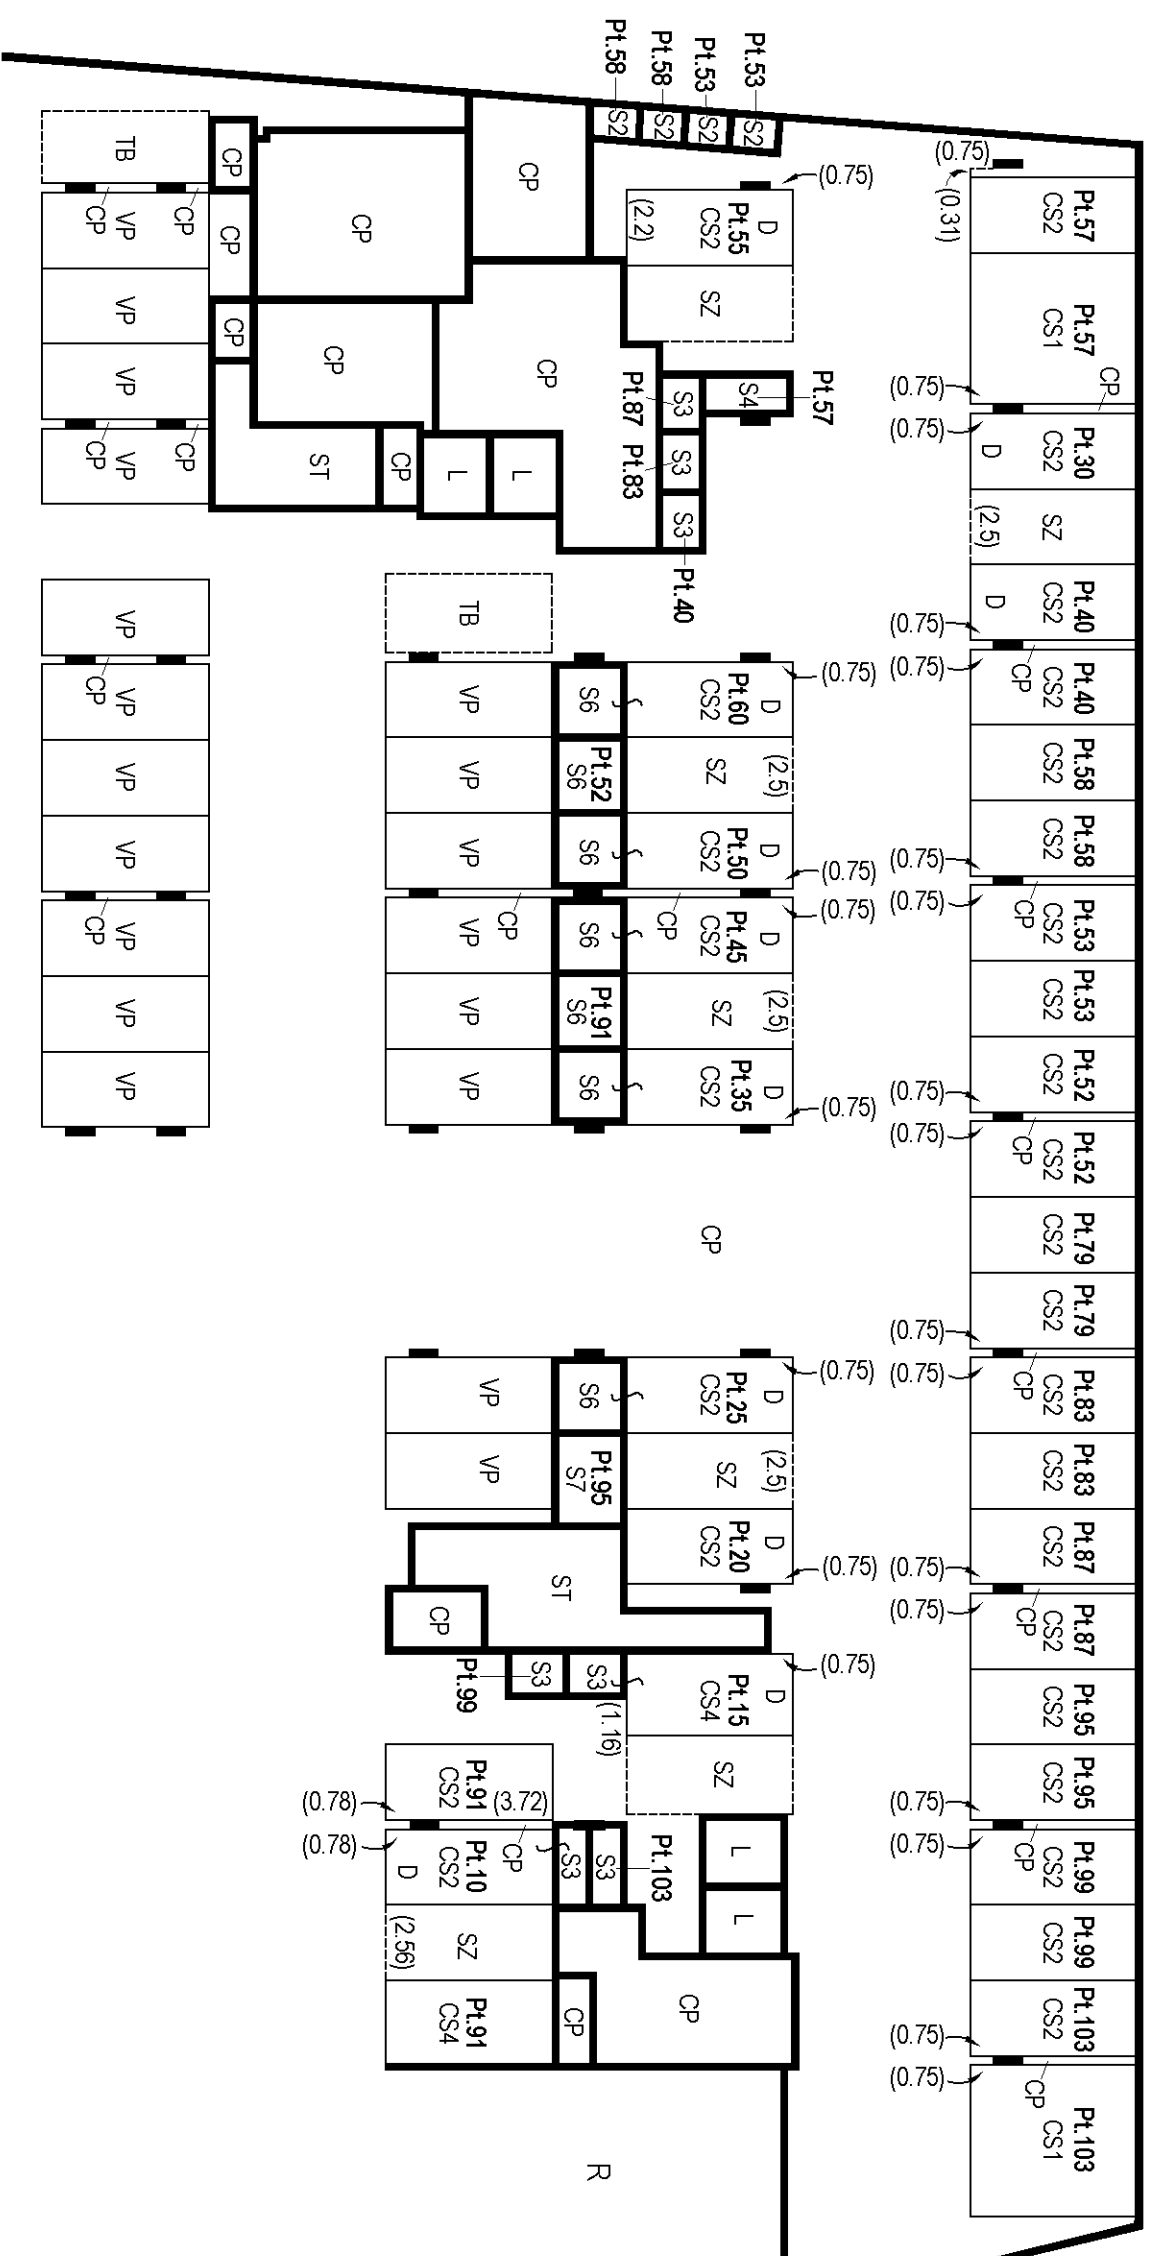 Pt.57
CS2
(0.75)
(0.31)
Pt.57
CS1
(0.75)
CP
Pt.30
CS2
D
(0.75)
SZ
(2.5)
Pt.40
CS2
D
(0.75)
CP
Pt.40
CS2
(0.75)
Pt.58
CS2
Pt.58
CS2
(0.75)
CP
Pt.53
CS2
(0.75)
Pt.53
CS2
Pt.52
CS2
(0.75)
CP
Pt.52
CS2
(0.75)
Pt.79
CS2
Pt.79
CS2
(0.75)
CP
Pt.83
CS2
(0.75)
Pt.83
CS2
Pt.87
CS2
(0.75)
CP
Pt.87
CS2
(0.75)
Pt.95
CS2
Pt.95
CS2
(0.75)
CP
Pt.99
CS2
(0.75)
Pt.99
CS2
Pt.103
CS2
(0.75)
CP
Pt.103
CS1
(0.75)
Pt.53
S2
Pt.53
S2
Pt.58
S2
Pt.58
S2
(0.75)
D
Pt.55
CS2
(2.2)
SZ
Pt.57
S4
Pt.87
S3
Pt.83
S3
Pt.40
S3
(0.75)
D
Pt.60
CS2
S6
(2.5)
SZ
Pt.52
S6
(0.75)
D
Pt.50
CS2
S6
CP
CP
(0.75)
D
Pt.45
CS2
S6
(2.5)
SZ
Pt.91
S6
(0.75)
D
Pt.35
CS2
S6
CP
(0.75)
D
Pt.25
CS2
S6
(2.5)
SZ
Pt.95
S7
(0.75)
D
Pt.20
CS2
ST
CP
(0.75)
D
Pt.15
CS4
S3
(1.16)
Pt.99
S3
SZ
L
L
Pt.103
S3
S3
CP
CP
R
CP
CP
CP
CP
CP
CP
CP
CP
L
L
ST
TB
VP
VP
VP
VP
VP
VP
VP
VP
Pt.91
CS2
(3.72)
(0.78)
CP
Pt.10
CS2
D
(0.78)
SZ
(2.56)
Pt.91
CS4
TB
CP
CP
VP
VP
VP
CP
CP
VP
VP
CP
VP
VP
VP
CP
VP
VP
VP